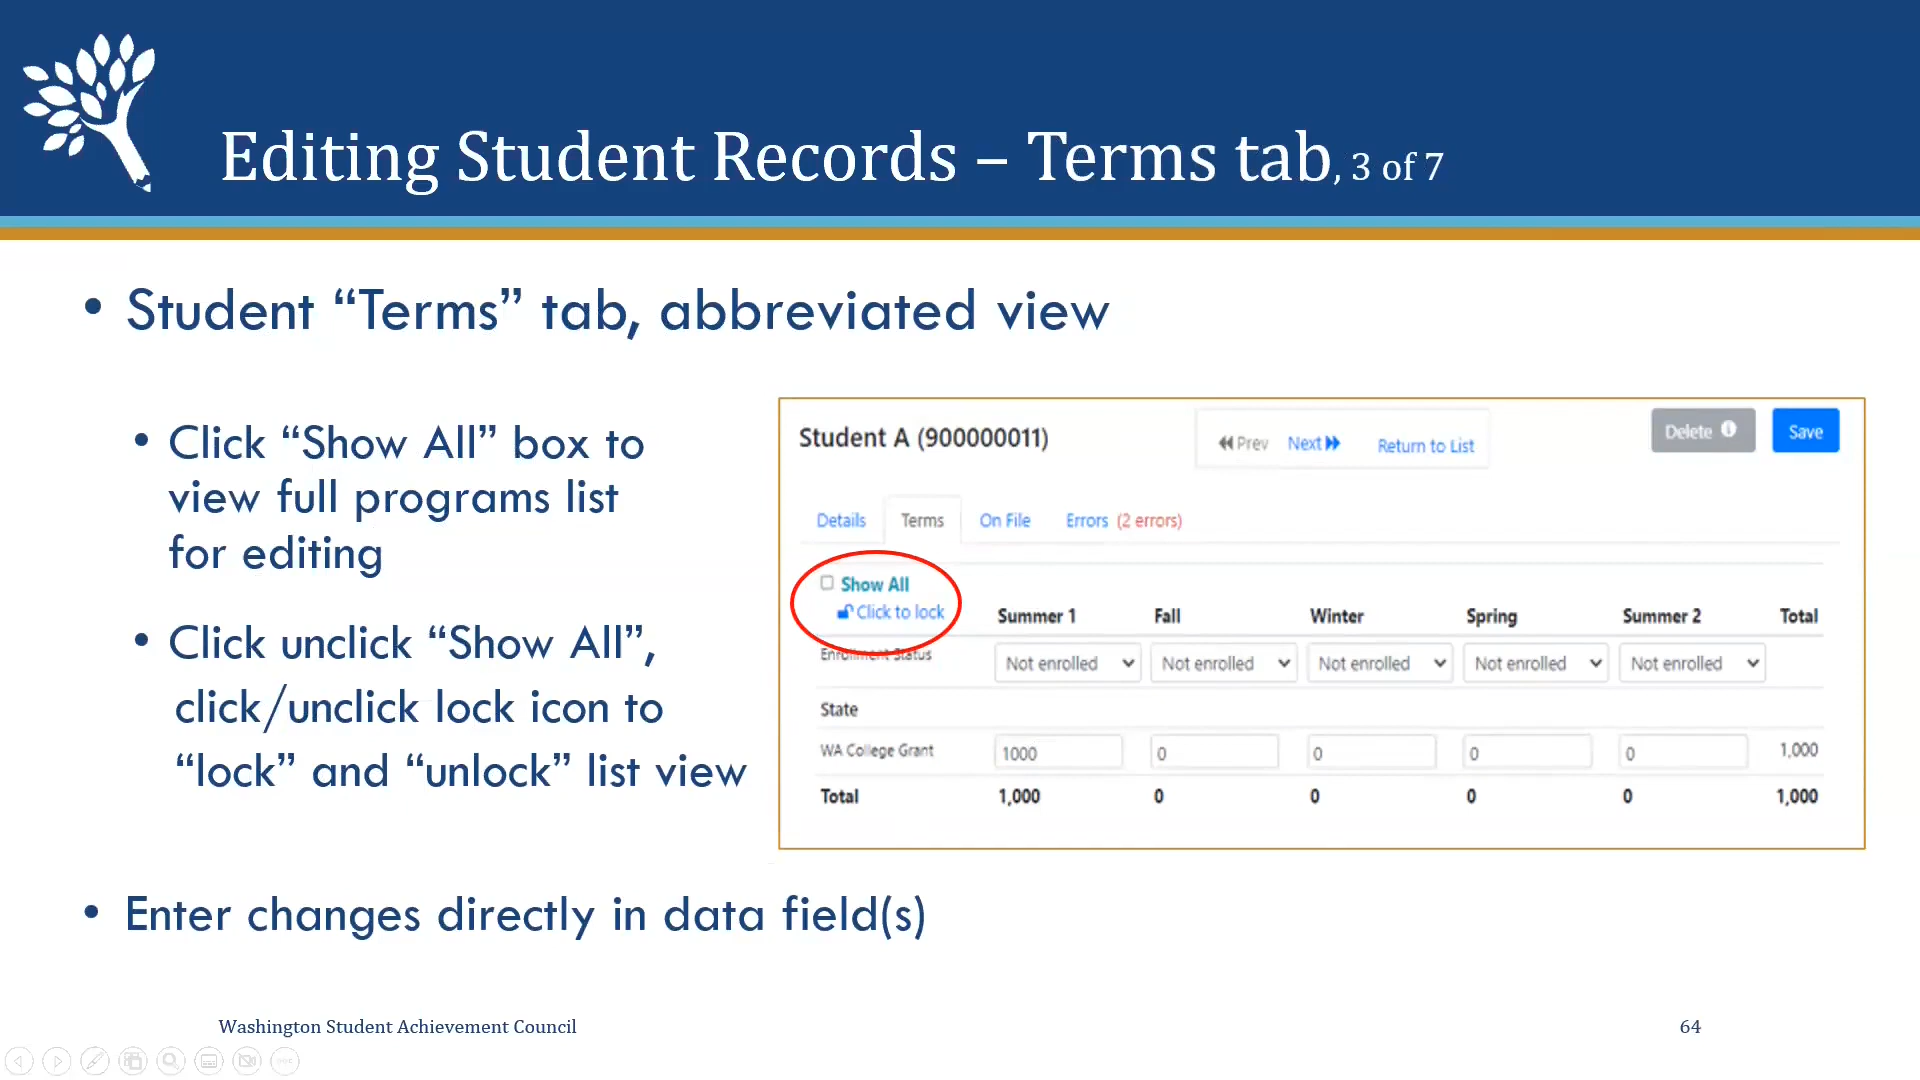 Editing Student Records – Terms tab, 3 of 7
• Student “Terms” tab, abbreviated view
• Click “Show All” box to
view full programs list
for editing
• Click unclick “Show All”,
click/unclick lock icon to
“lock” and “unlock” list view
Student A (900000011)
Prev Next Return to List
Delete Save
Details Terms On File Errors (2 errors)
Show All
Click to lock
Summer 1 Fall Winter Spring Summer 2 Total
Enrollment Status Not enrolled Not enrolled Not enrolled Not enrolled Not enrolled
State
WA College Grant 1000 0 0 0 0 1,000
Total 1,000 0 0 0 0 1,000
• Enter changes directly in data field(s)
Washington Student Achievement Council 64